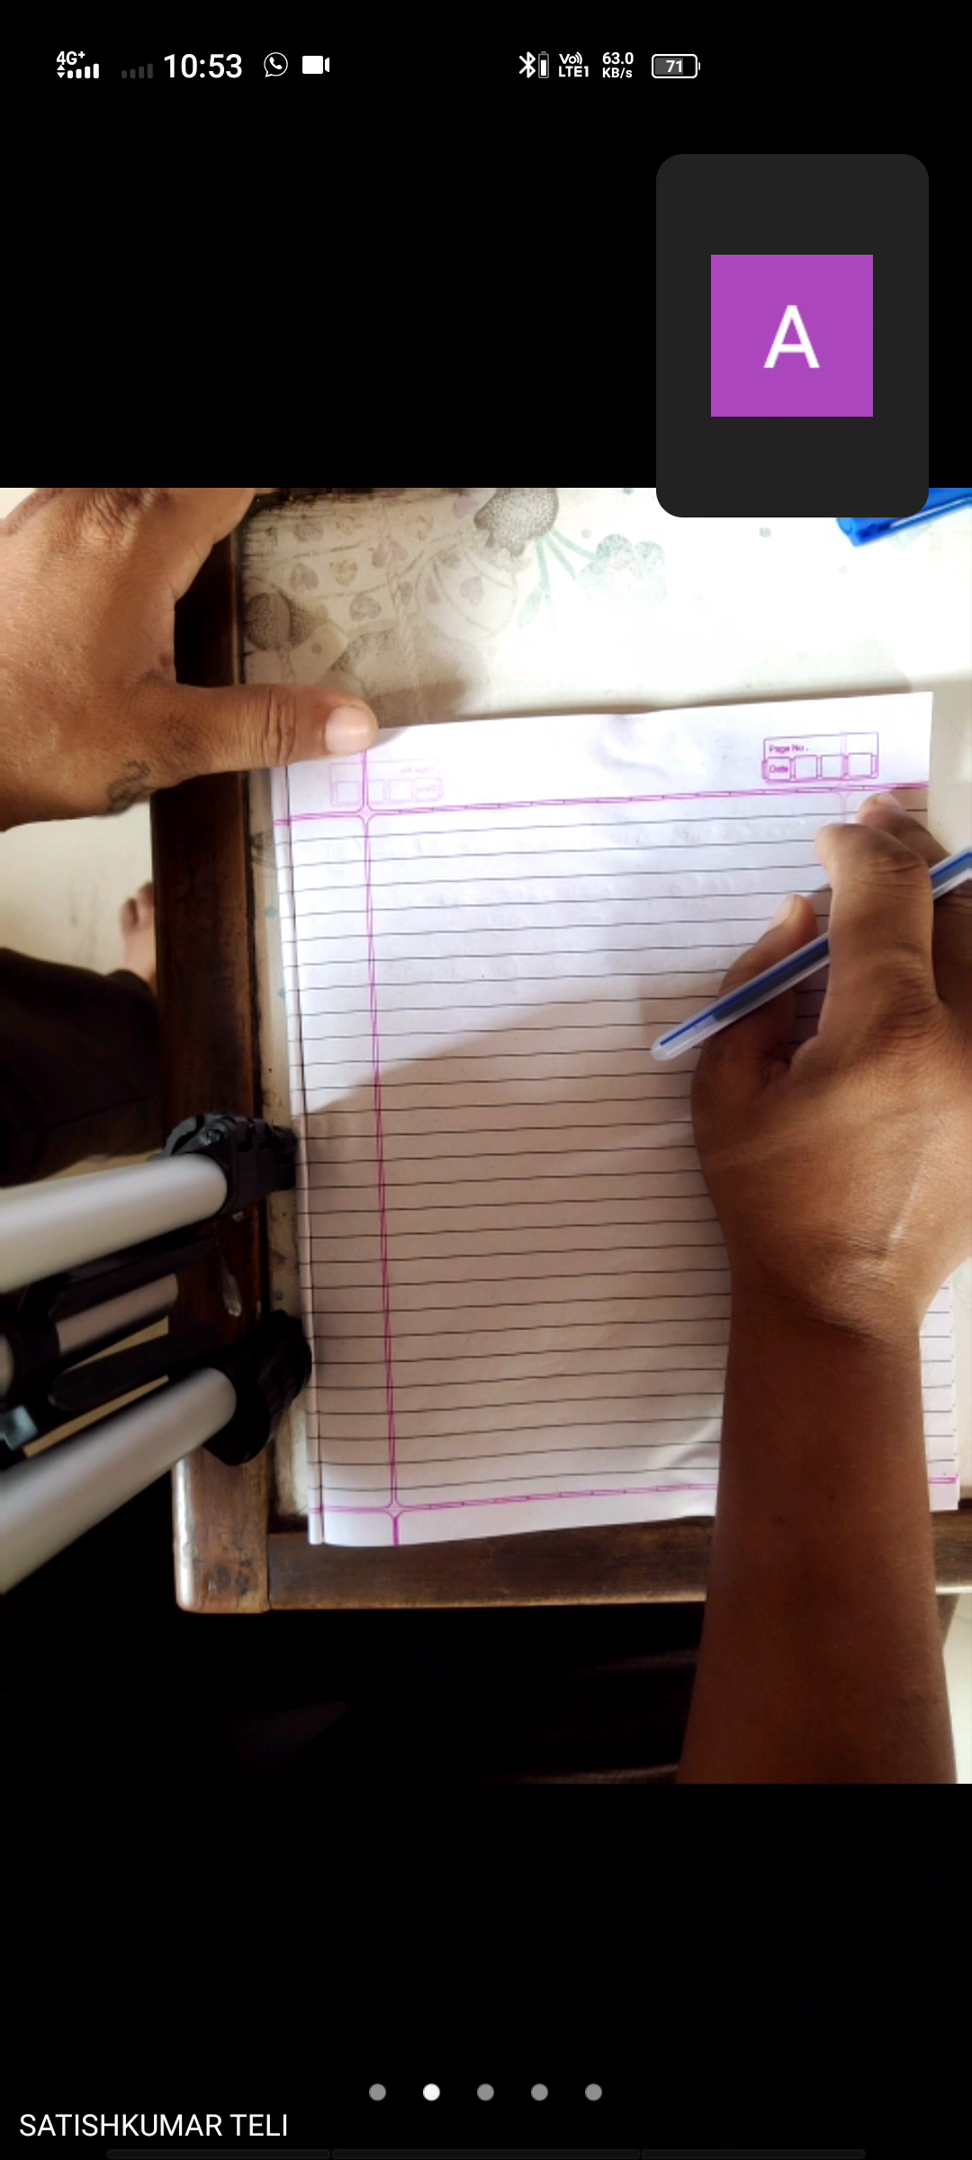 4G+ 10:53 Vo) LTE1 63.0 KB/s 71
A
Page No.
Date
SATISHKUMAR TELI